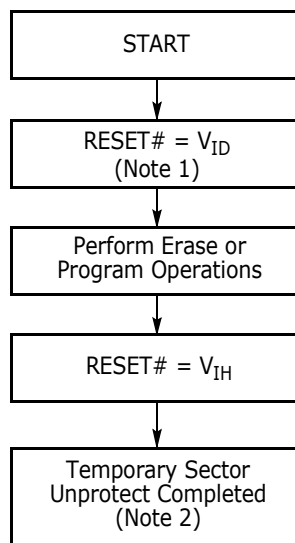 START
RESET# = VID
(Note 1)
Perform Erase or
Program Operations
RESET# = VIH
Temporary Sector
Unprotect Completed
(Note 2)